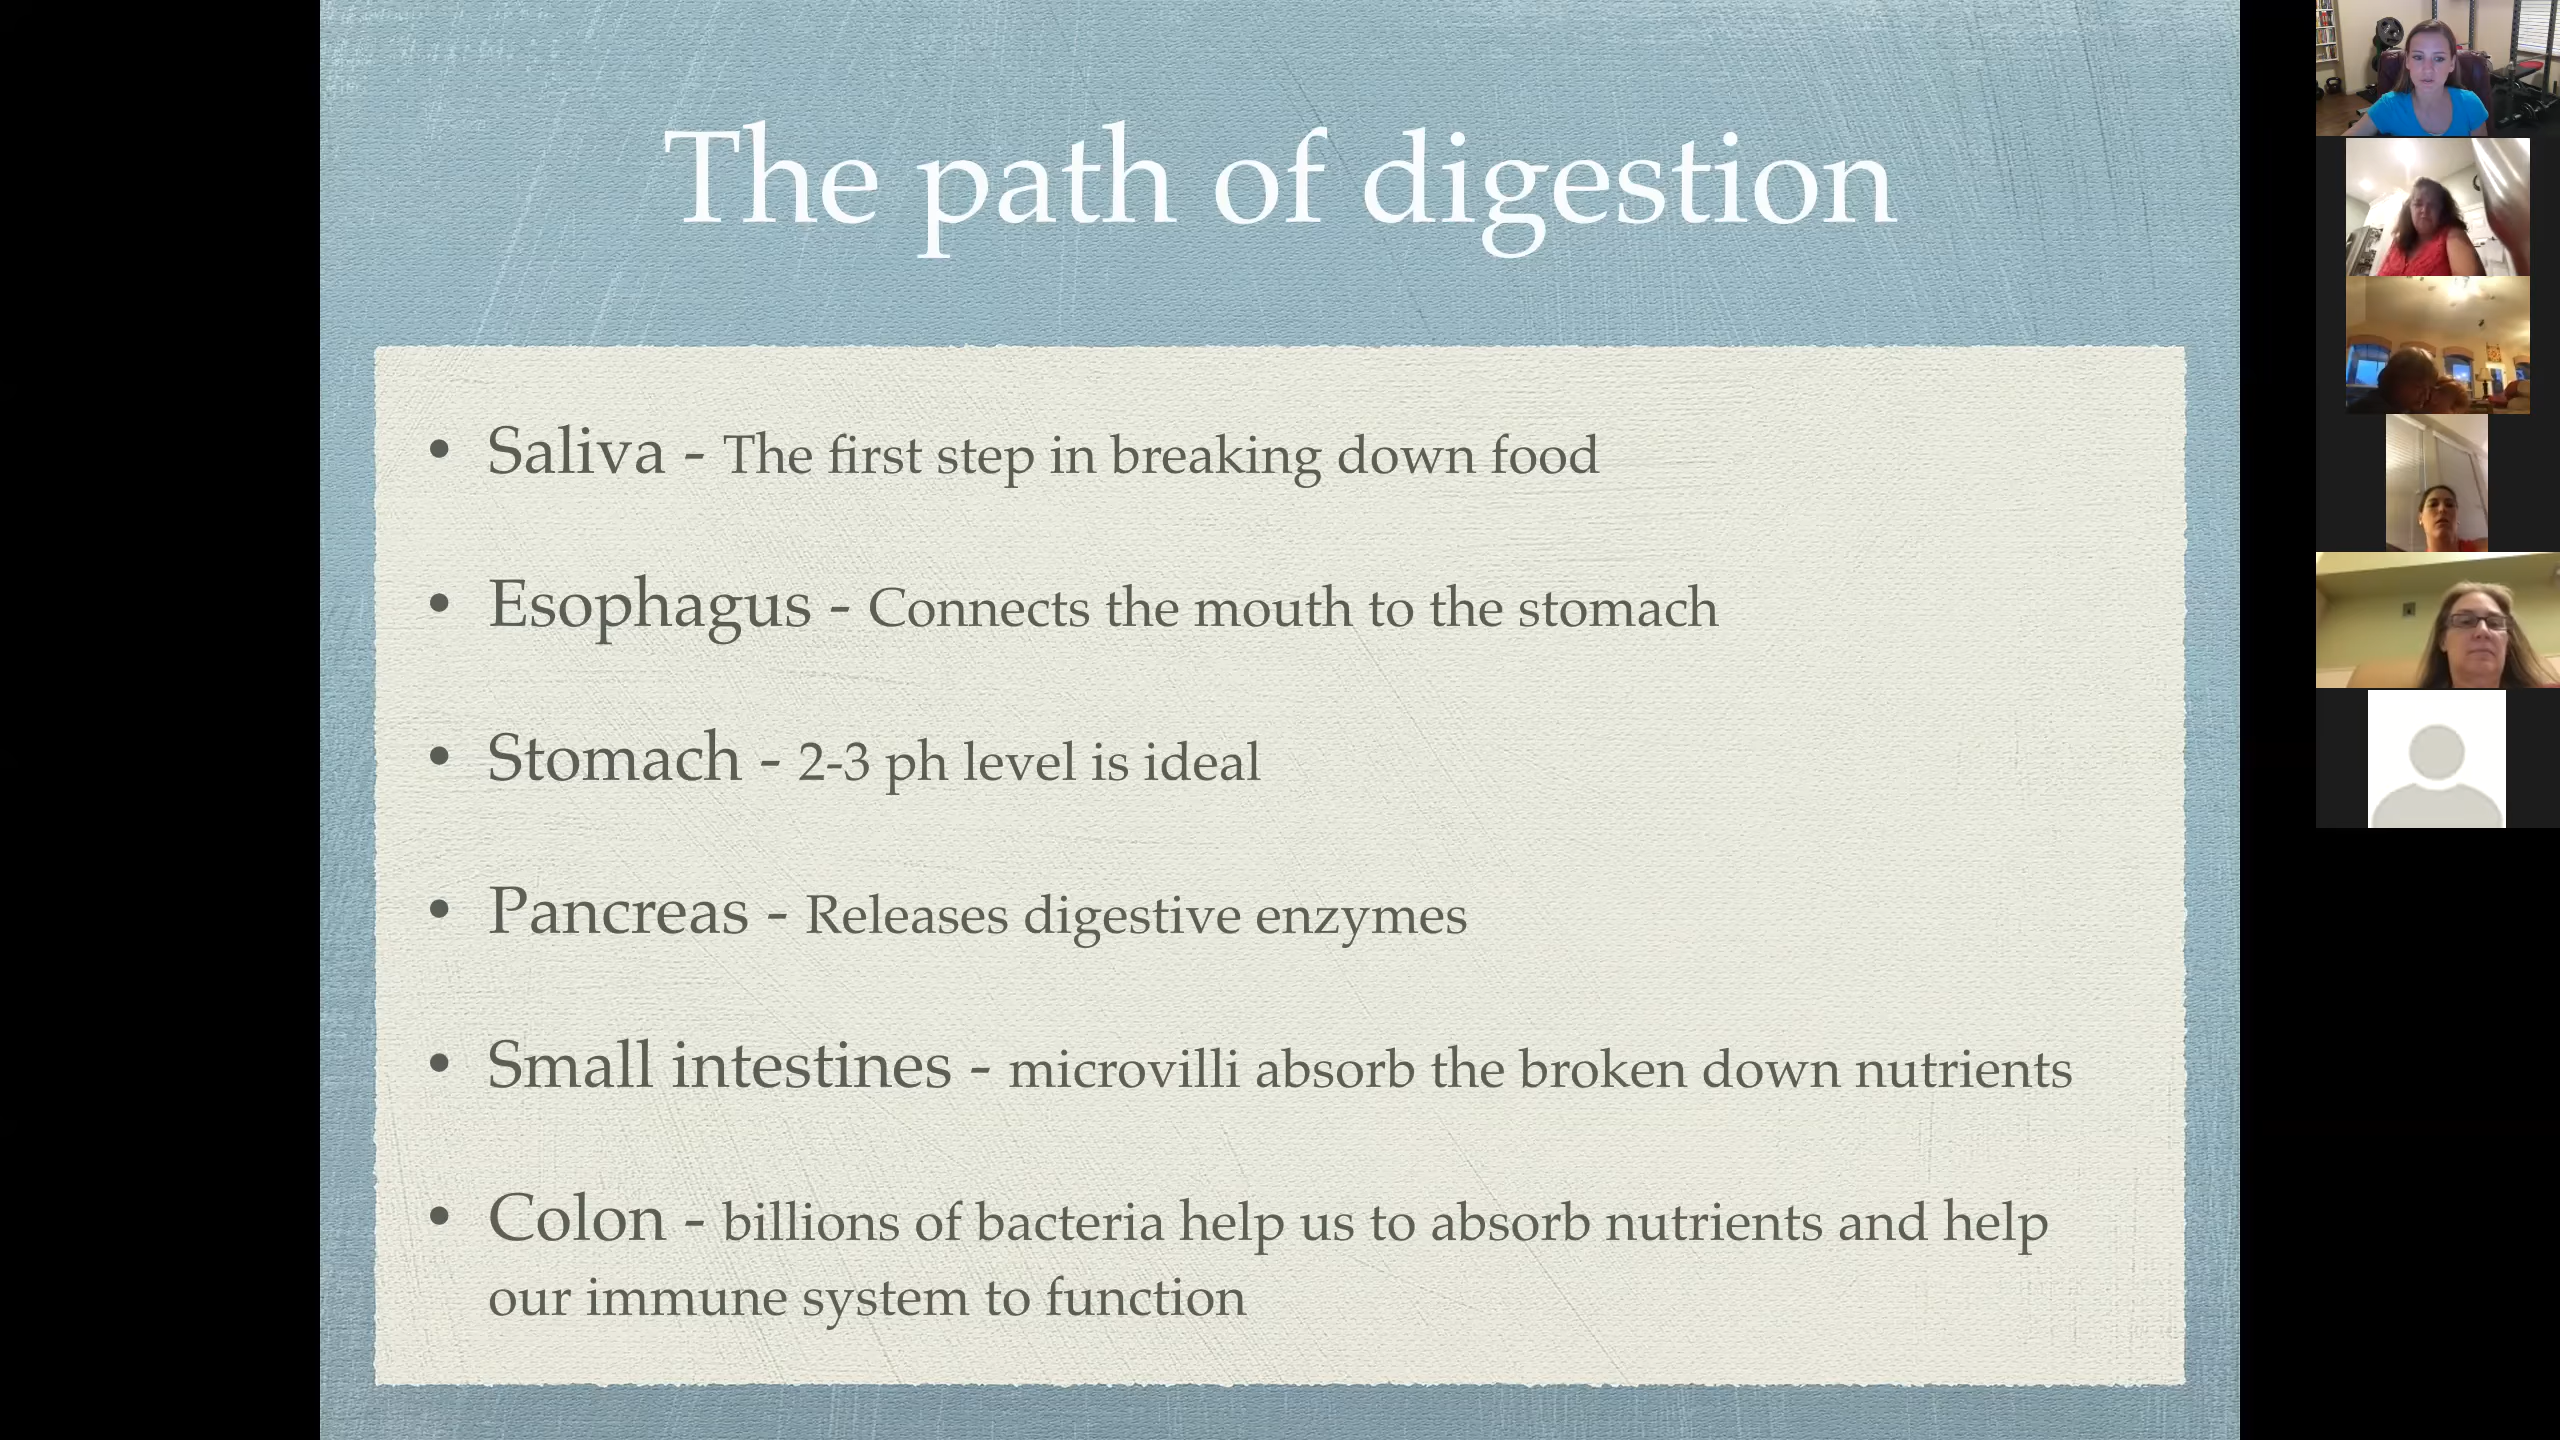 The path of digestion
• Saliva - The first step in breaking down food
• Esophagus - Connects the mouth to the stomach
• Stomach - 2-3 ph level is ideal
• Pancreas - Releases digestive enzymes
• Small intestines - microvilli absorb the broken down nutrients
• Colon - billions of bacteria help us to absorb nutrients and help
our immune system to function